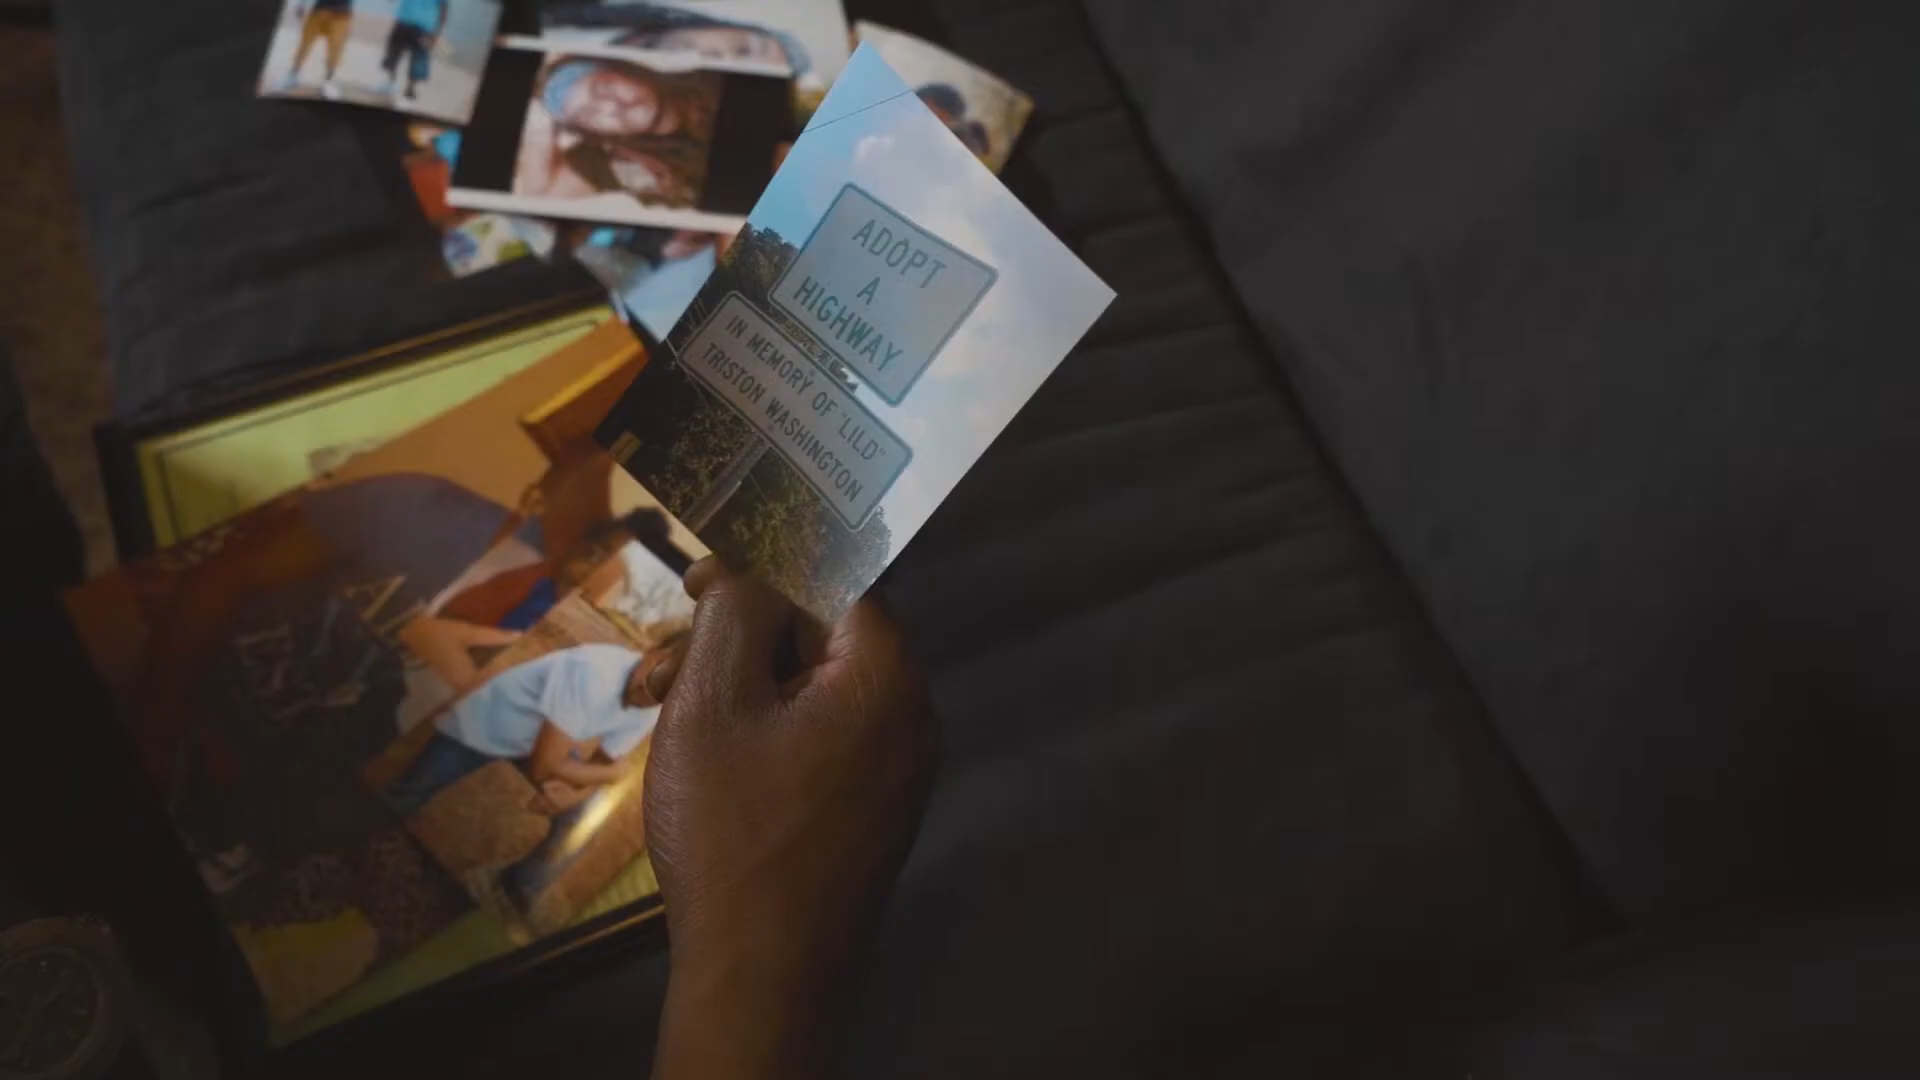 ADOPT
A
HIGHWAY
IN MEMORY OF "LILD"
TRISTON WASHINGTON